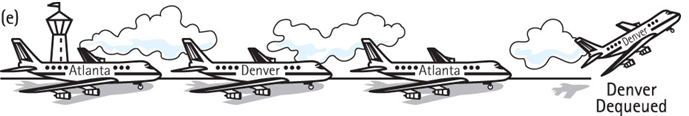 (e)
Atlanta
Denver
Atlanta
Denver
Denver
Dequeued